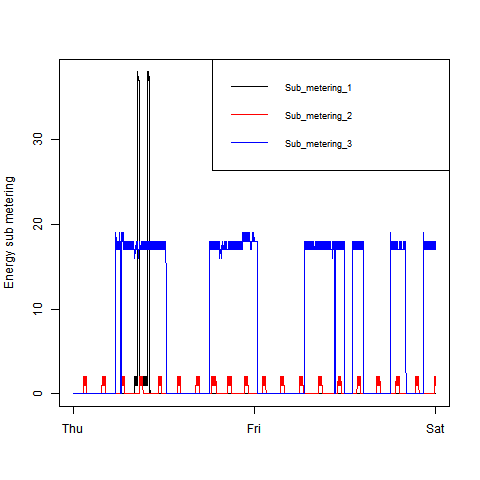 Sub_metering_1
Sub_metering_2
Sub_metering_3
Energy sub metering
30
20
10
0
Thu Fri Sat